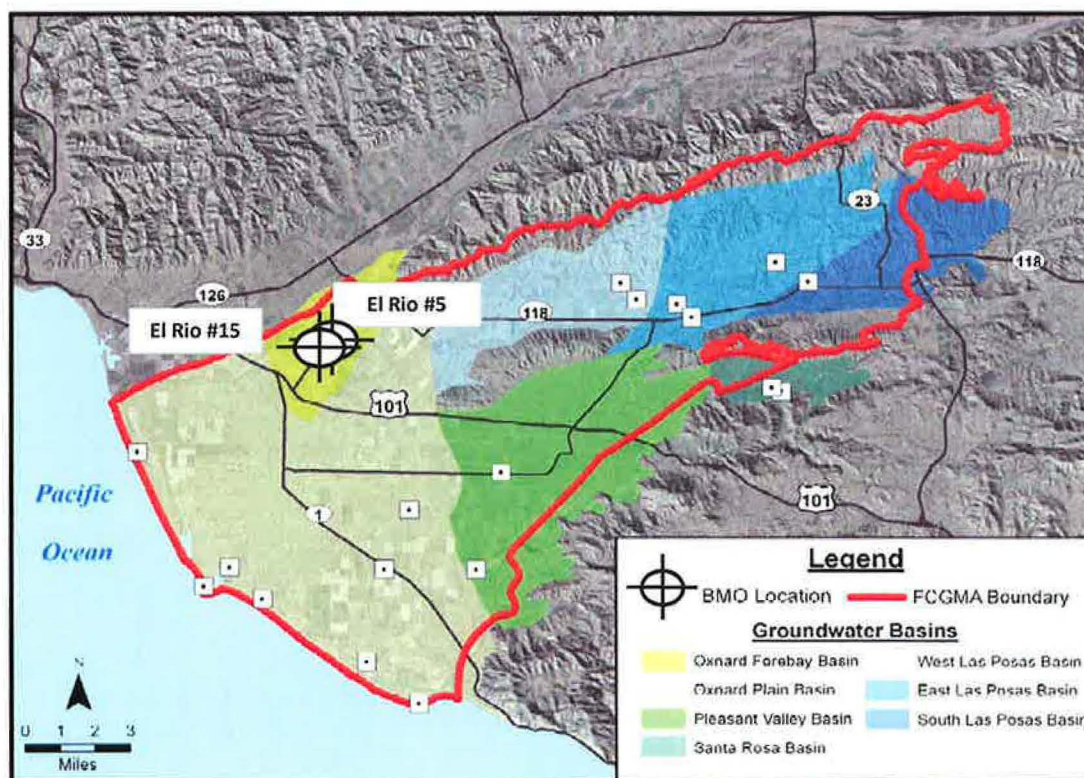 33
126
23
118
El Rio #5
El Rio #15
118
101
Pacific
Ocean
1
101
N
0 1 2 3
Miles
Legend
BMO Location FCGMA Boundary
Groundwater Basins
Oxnard Forebay Basin West Las Posas Basin
Oxnard Plain Basin East Las Posas Basin
Pleasant Valley Basin South Las Posas Basin
Santa Rosa Basin